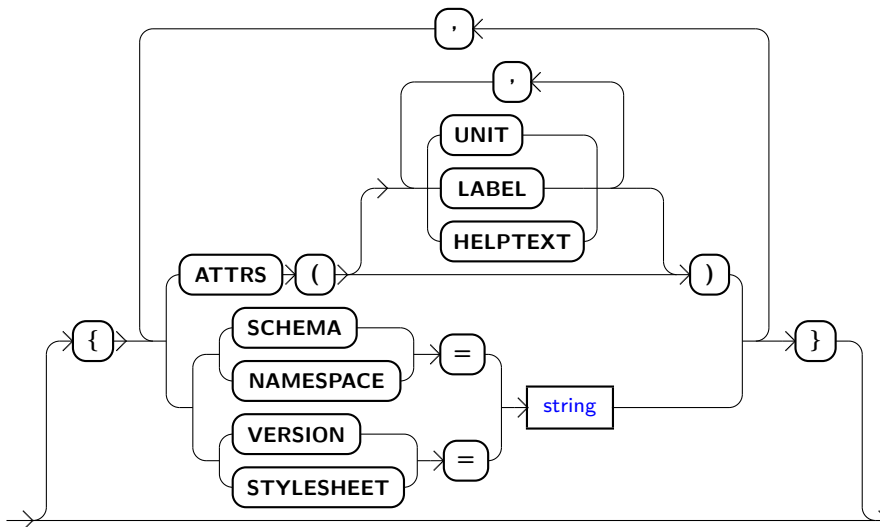 ,
,
UNIT
LABEL
HELPTEXT
ATTRS ( )
SCHEMA
{ = }
NAMESPACE
string
VERSION
=
STYLESHEET